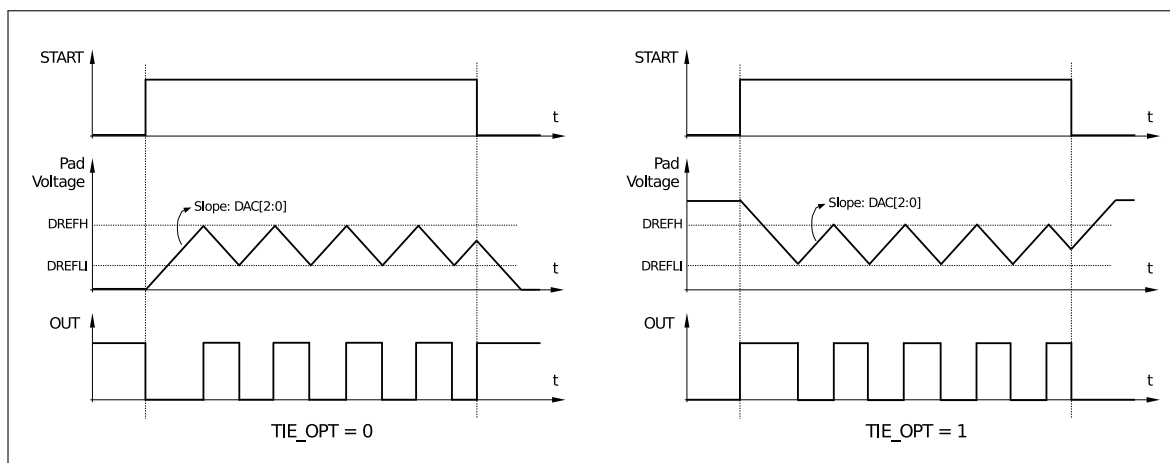 START
t
Pad
Voltage
Slope: DAC[2:0]
DREFH
DREFLI
t
OUT
t
TIE_OPT = 0
START
t
Pad
Voltage
Slope: DAC[2:0]
DREFH
DREFLI
t
OUT
t
TIE_OPT = 1